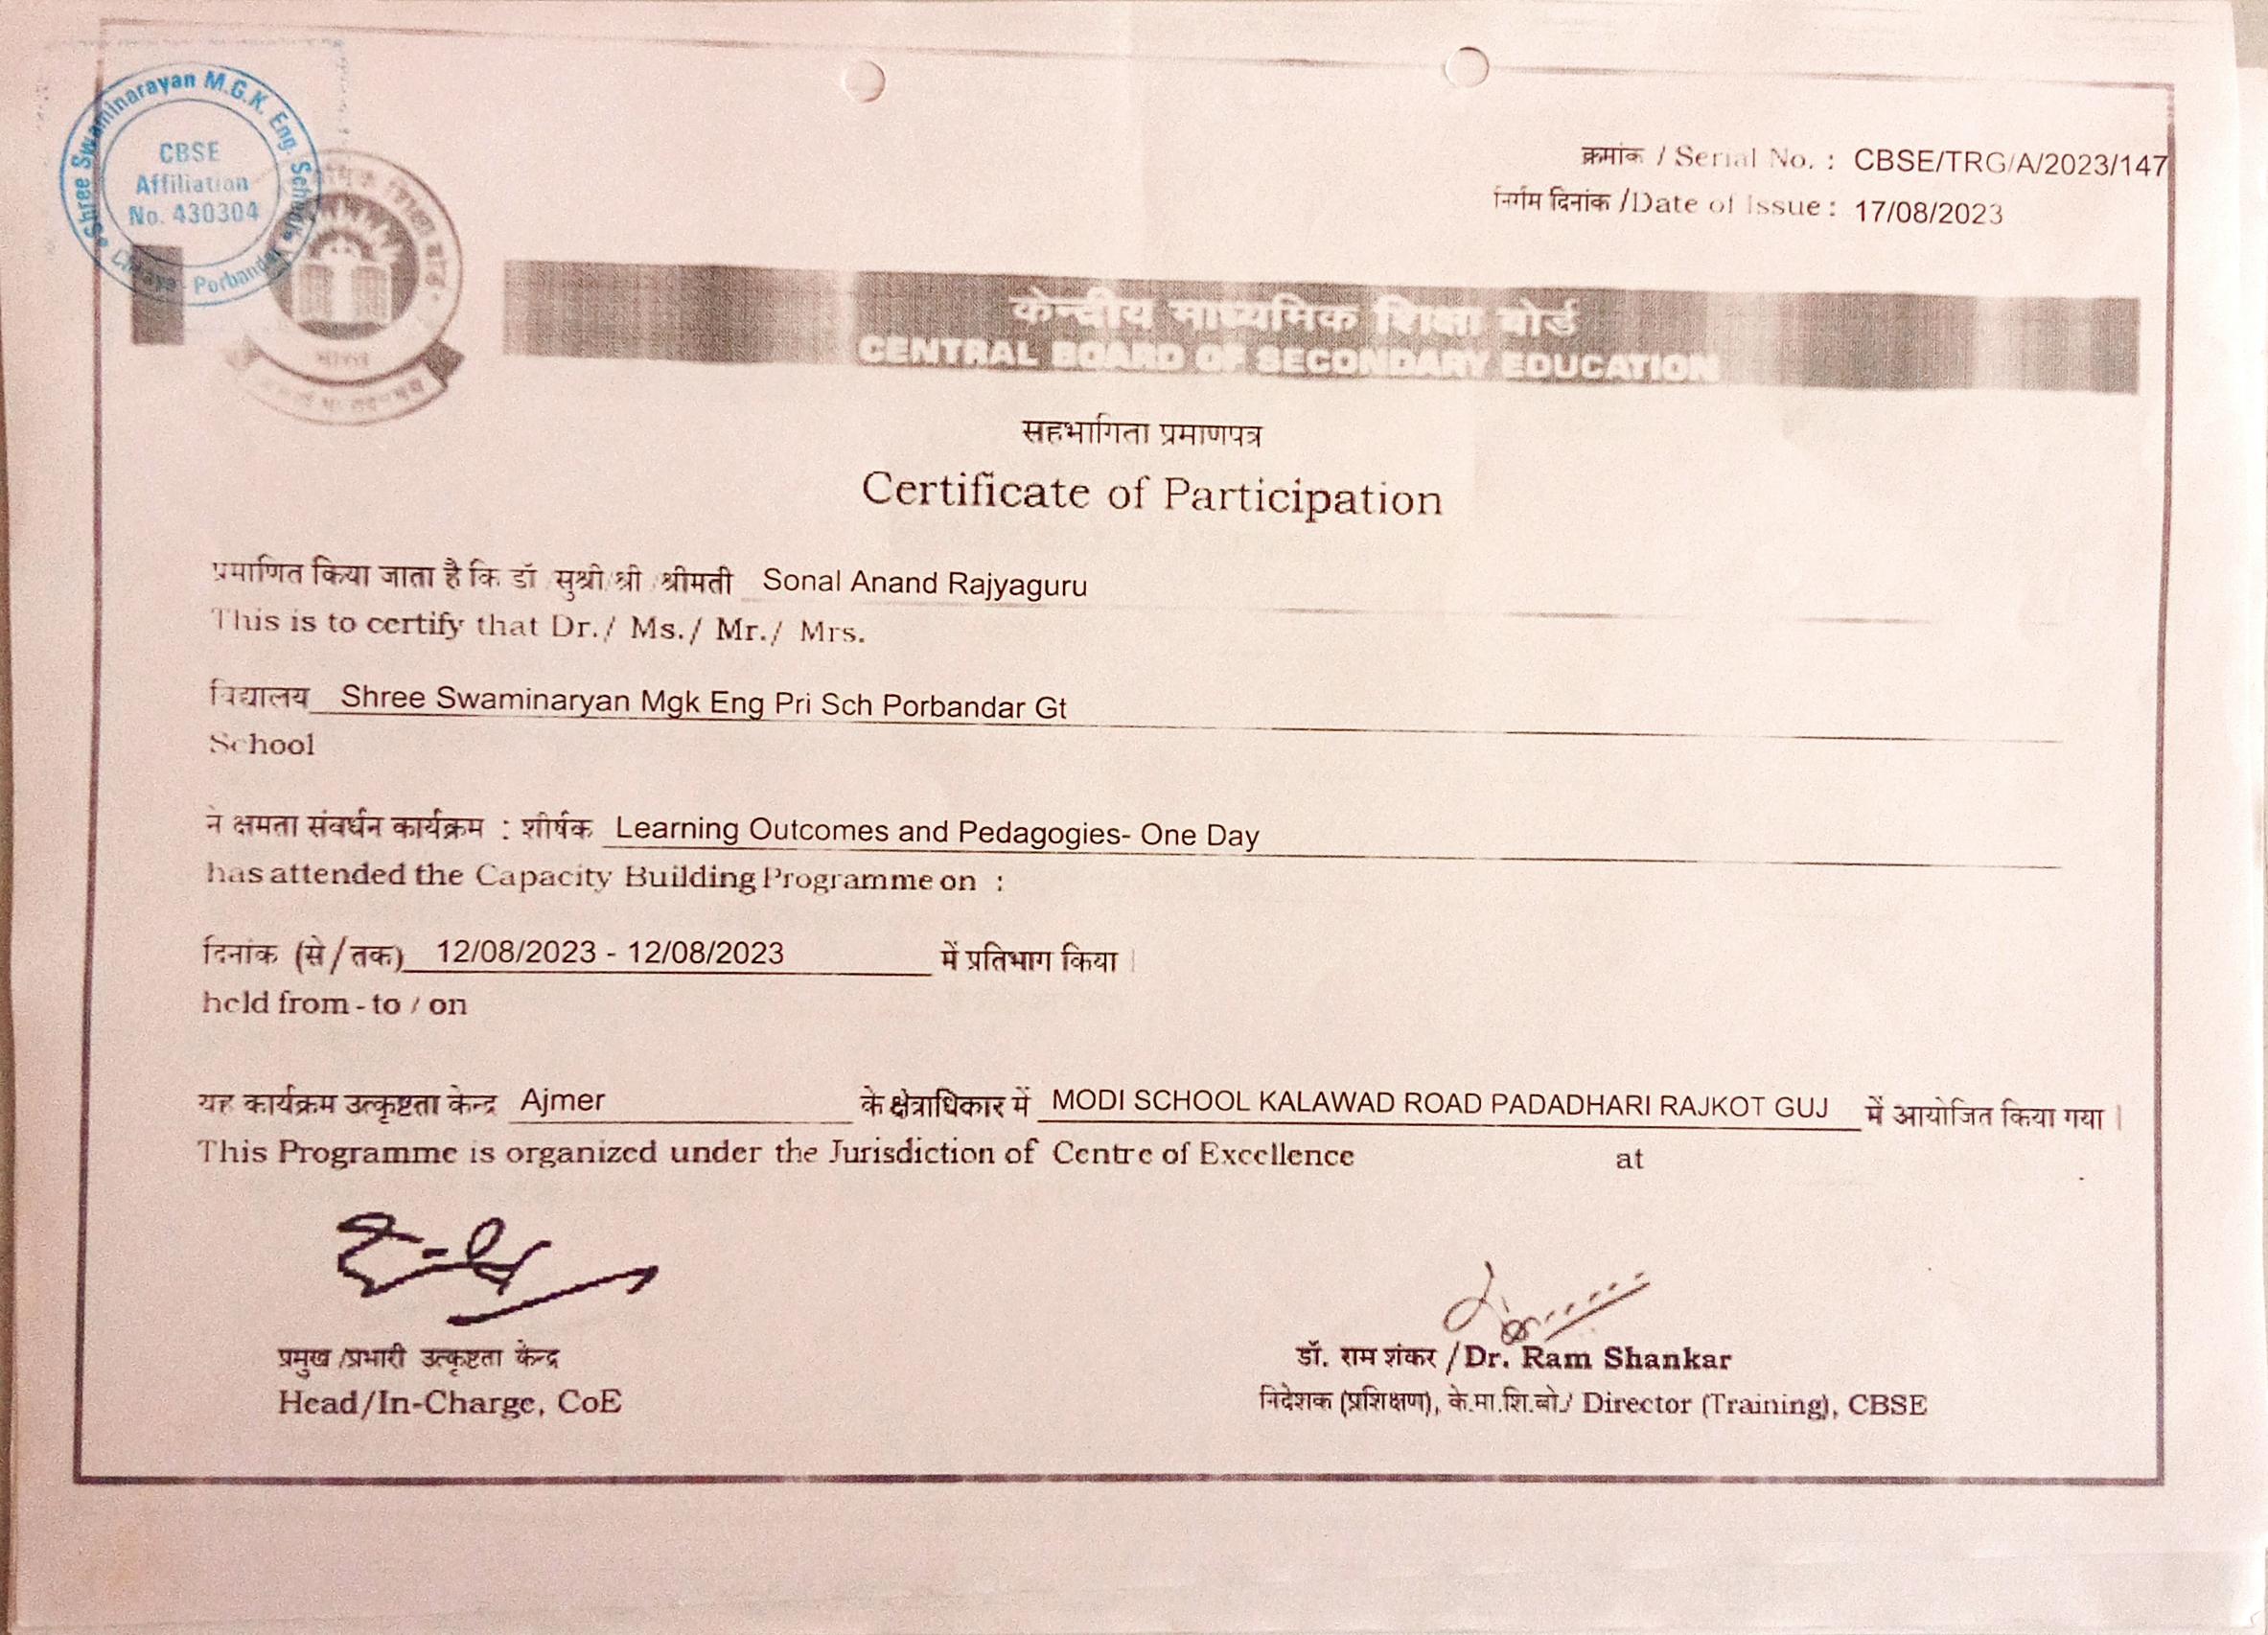 Shree Swaminarayan M.G.K. Eng. School
CBSE
Affiliation
No. 430304
Porbandar
भारत
क्रमांक / Serial No. : CBSE/TRG/A/2023/147
निर्गम दिनांक /Date of Issue : 17/08/2023
केन्द्रीय माध्यमिक शिक्षा बोर्ड
CENTRAL BOARD OF SECONDARY EDUCATION
सहभागिता प्रमाणपत्र
Certificate of Participation
प्रमाणित किया जाता है कि डॉ सुश्री/श्री/श्रीमती Sonal Anand Rajyaguru
This is to certify that Dr./ Ms./ Mr./ Mrs.
विद्यालय Shree Swaminaryan Mgk Eng Pri Sch Porbandar Gt
School
ने क्षमता संवर्धन कार्यक्रम : शीर्षक Learning Outcomes and Pedagogies- One Day
has attended the Capacity Building Programme on :
दिनांक (से/तक) 12/08/2023 - 12/08/2023 में प्रतिभाग किया |
held from - to / on
यह कार्यक्रम उत्कृष्टता केन्द्र Ajmer के क्षेत्राधिकार में MODI SCHOOL KALAWAD ROAD PADADHARI RAJKOT GUJ में आयोजित किया गया |
This Programme is organized under the Jurisdiction of Centre of Excellence at
प्रमुख /प्रभारी उत्कृष्टता केन्द्र
Head/In-Charge, CoE
डॉ. राम शंकर /Dr. Ram Shankar
निदेशक (प्रशिक्षण), के.मा.शि.बो./ Director (Training), CBSE